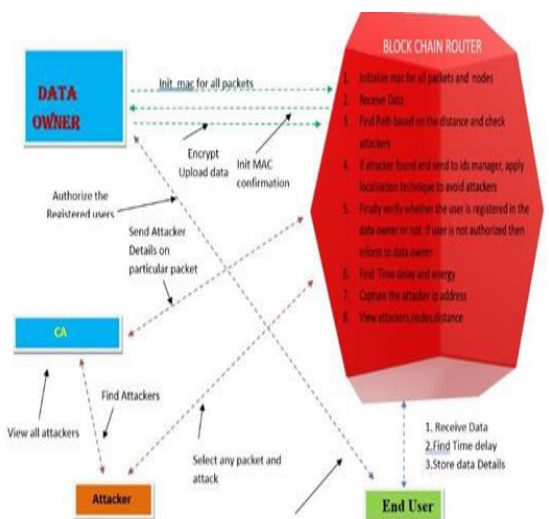 BLOCK CHAIN ROUTER
1. Initialize mac for all packets and nodes
2. Receive Data
3. Find Path based on the distance and check
attackers
4. If attacker found and send to ids manager, apply
localization technique to avoid attackers
5. Finally verify whether the user is registered in the
data owner or not. If user is not authorized then
inform to data owner
6. Find Time delay and energy
7. Capture the attacker ip address
8. View attackers,nodes,distance
DATA
OWNER
Init mac for all packets
Encrypt
Upload data
Init MAC
confirmation
Authorize the
Registered users
Send Attacker
Details on
particular packet
CA
Find Attackers
View all attackers
Select any packet and
attack
1. Receive Data
2.Find Time delay
3.Store data Details
Attacker
End User